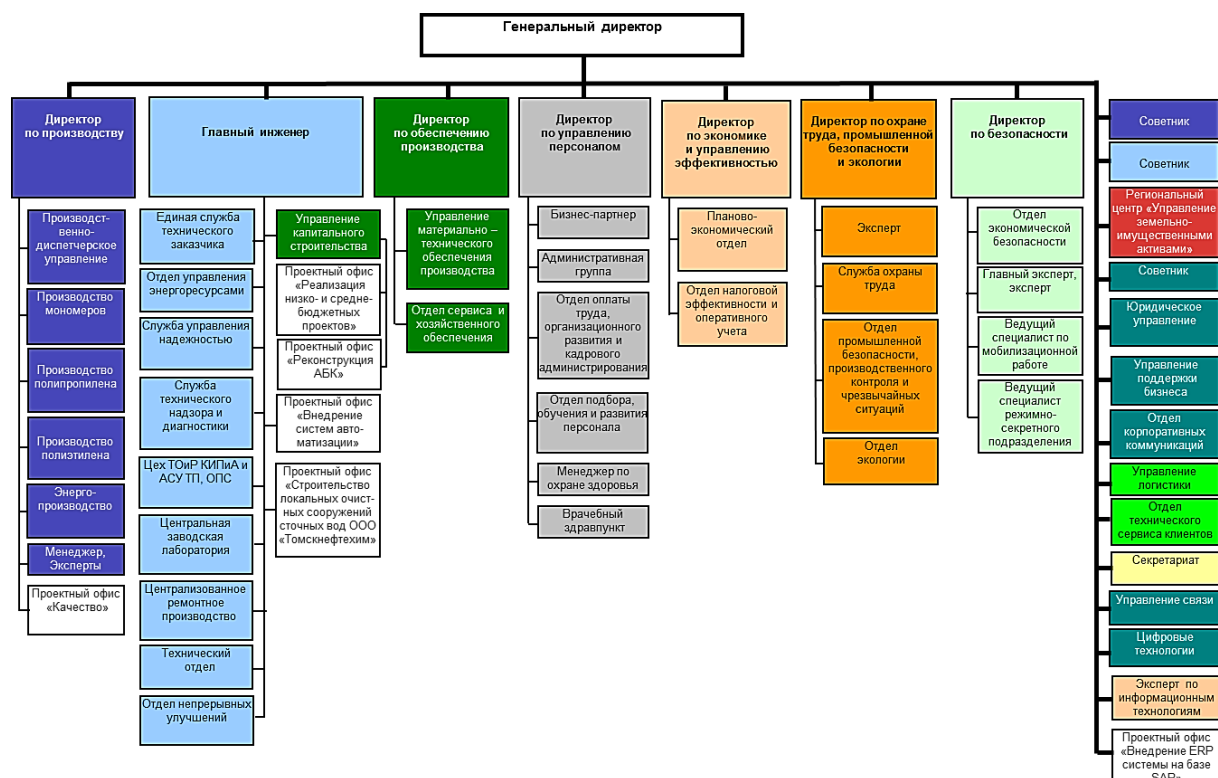 Генеральный директор
Директор
по производству
Главный инженер
Директор
по обеспечению
производства
Директор
по управлению
персоналом
Директор
по экономике
и управлению
эффективностью
Директор по охране
труда, промышленной
безопасности
и экологии
Директор
по безопасности
Производст-
венно-
диспетчерское
управление
Производство
мономеров
Производство
полипропилена
Производство
полиэтилена
Энерго-
производство
Менеджер,
Эксперты
Проектный офис
«Качество»
Единая служба
технического
заказчика
Отдел управления
энергоресурсами
Служба управления
надежностью
Служба
технического
надзора и
диагностики
Цех ТОиР КИПиА и
АСУ ТП, ОПС
Центральная
заводская
лаборатория
Централизованное
ремонтное
производство
Технический
отдел
Отдел непрерывных
улучшений
Управление
капитального
строительства
Проектный офис
«Реализация
низко- и средне-
бюджетных
проектов»
Проектный офис
«Реконструкция
АБК»
Проектный офис
«Внедрение
систем авто-
матизации»
Проектный офис
«Строительство
локальных очист-
ных сооружений
сточных вод ООО
«Томскнефтехим»
Управление
материально –
технического
обеспечения
производства
Отдел сервиса и
хозяйственного
обеспечения
Бизнес-партнер
Административная
группа
Отдел оплаты
труда,
организационного
развития и
кадрового
администрирования
Отдел подбора,
обучения и развития
персонала
Менеджер по
охране здоровья
Врачебный
здравпункт
Планово-
экономический
отдел
Отдел налоговой
эффективности и
оперативного
учета
Эксперт
Служба охраны
труда
Отдел
промышленной
безопасности,
производственного
контроля и
чрезвычайных
ситуаций
Отдел
экологии
Отдел
экономической
безопасности
Главный эксперт,
эксперт
Ведущий
специалист по
мобилизационной
работе
Ведущий
специалист
режимно-
секретного
подразделения
Советник
Советник
Региональный
центр «Управление
земельно-
имущественными
активами»
Советник
Юридическое
управление
Управление
поддержки
бизнеса
Отдел
корпоративных
коммуникаций
Управление
логистики
Отдел
технического
сервиса клиентов
Секретариат
Управление связи
Цифровые
технологии
Эксперт по
информационным
технологиям
Проектный офис
«Внедрение ERP
системы на базе
SAP»